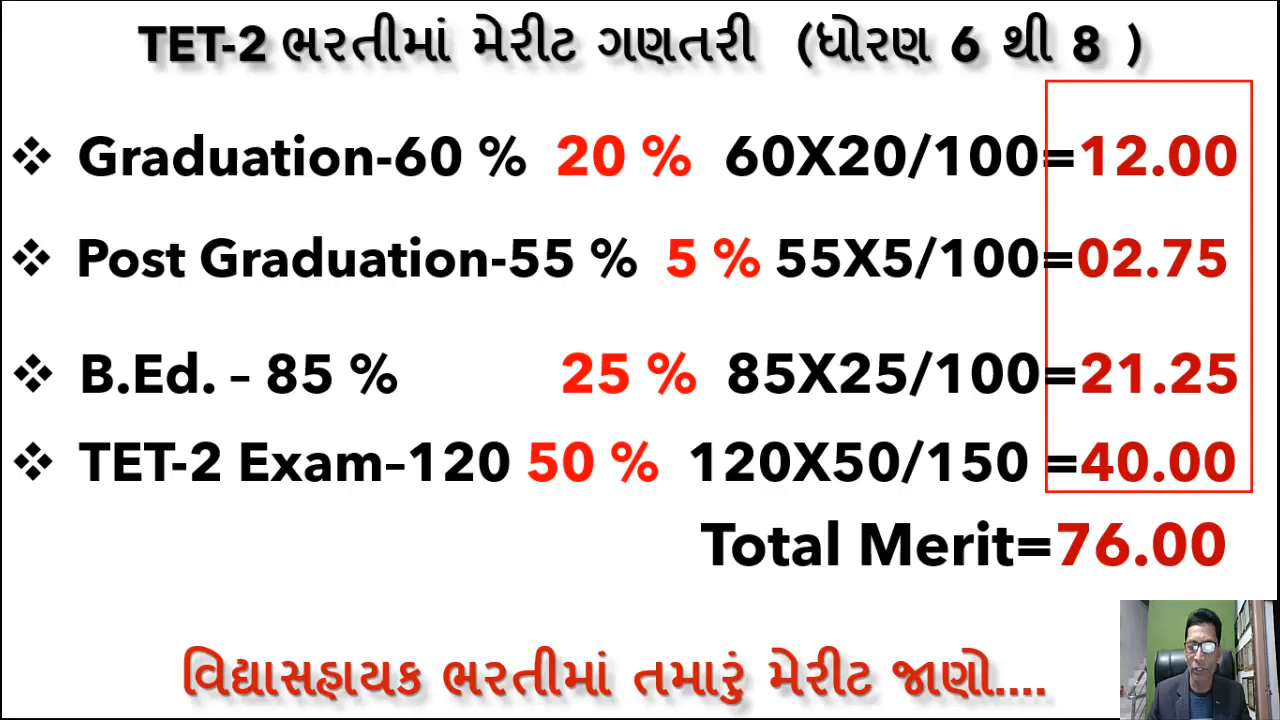 TET-2 ભરતીમાં મેરીટ ગણતરી (ધોરણ 6 થી 8 )
❖ Graduation-60 % 20 % 60X20/100=12.00
❖ Post Graduation-55 % 5 % 55X5/100=02.75
❖ B.Ed. – 85 % 25 % 85X25/100=21.25
❖ TET-2 Exam–120 50 % 120X50/150 =40.00
Total Merit=76.00
વિદ્યાસહાયક ભરતીમાં તમારું મેરીટ જાણો....